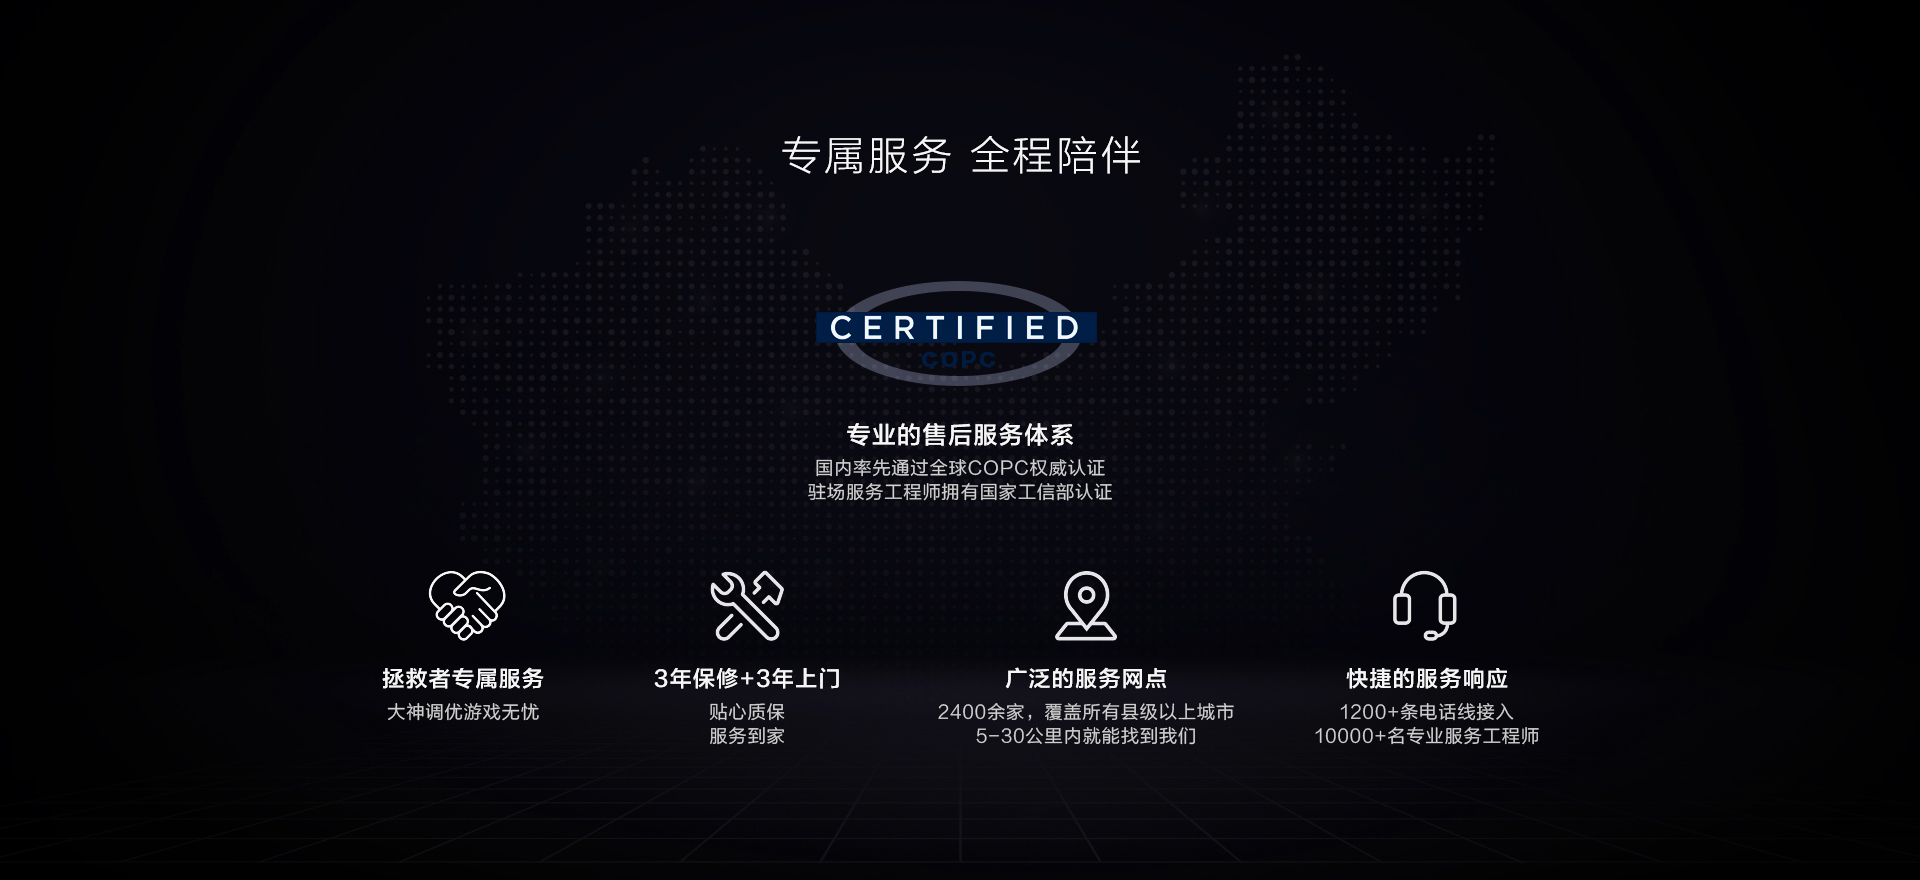 专属服务 全程陪伴
CERTIFIED
COPC
专业的售后服务体系
国内率先通过全球COPC权威认证
驻场服务工程师拥有国家工信部认证
拯救者专属服务
大神调优游戏无忧
3年保修+3年上门
贴心质保
服务到家
广泛的服务网点
2400余家，覆盖所有县级以上城市
5-30公里内就能找到我们
快捷的服务响应
1200+条电话线接入
10000+名专业服务工程师